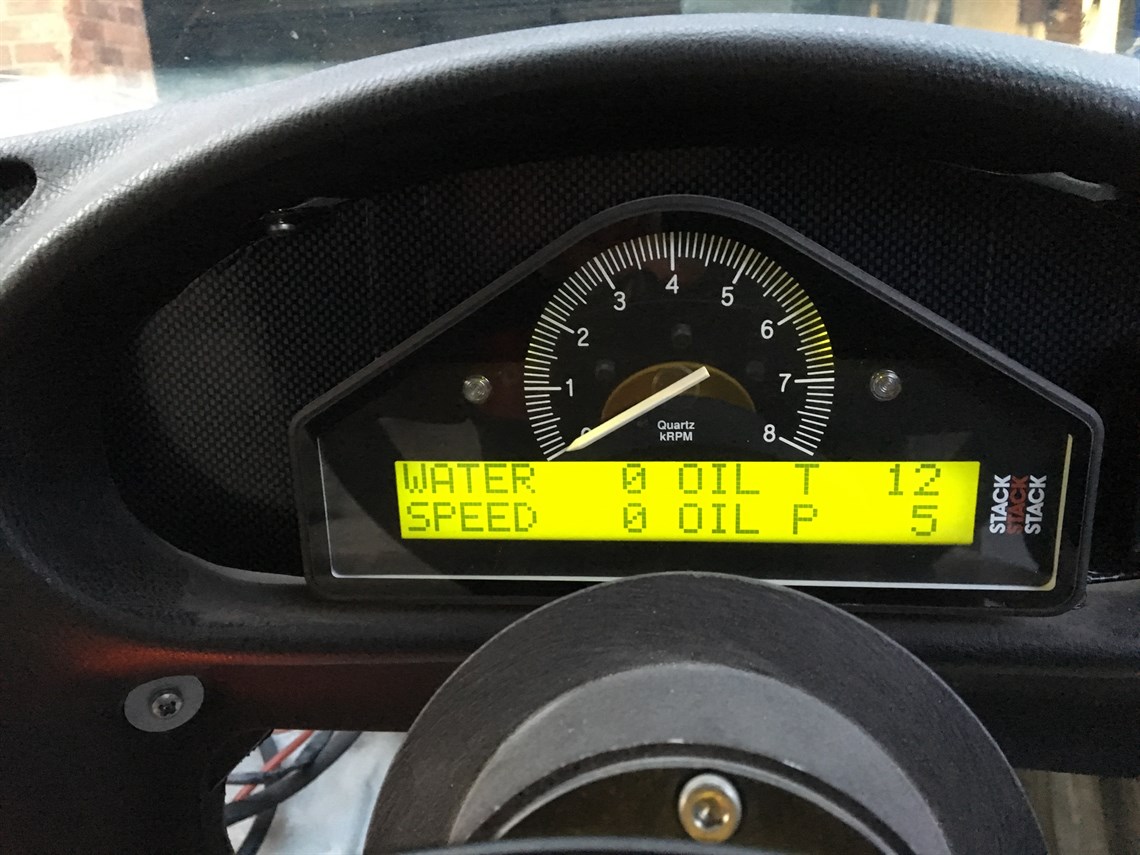 4
3
5
2
6
1
7
0
8
Quartz
kRPM
WATER 0 OIL T 12
SPEED 0 OIL P 5
STACK
STACK
STACK